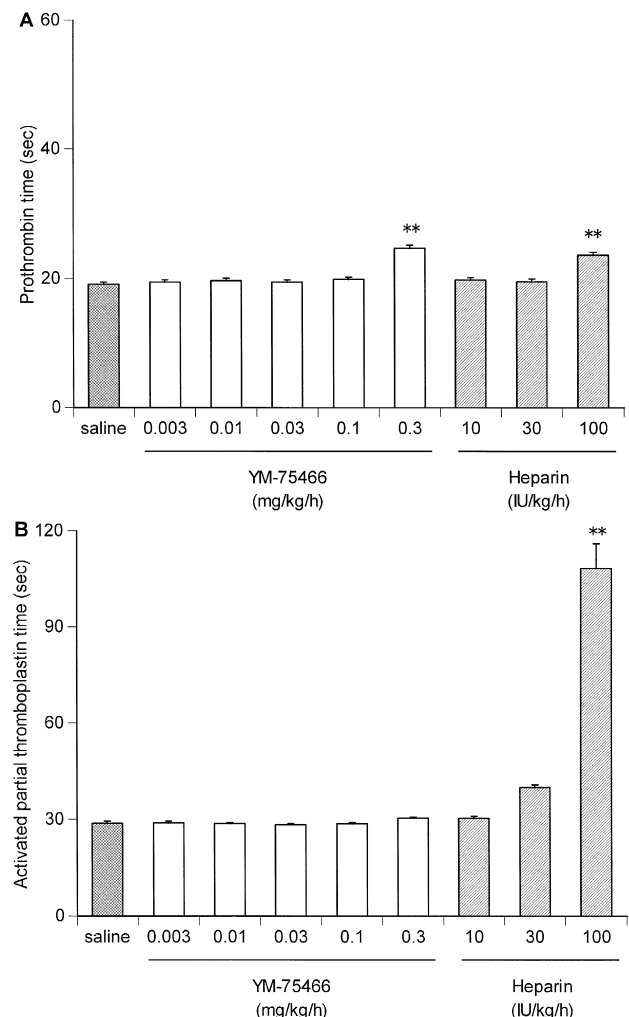 A
60
40
20
0
Prothrombin time (sec)
**
**
saline 0.003 0.01 0.03 0.1 0.3 10 30 100
YM-75466 Heparin
(mg/kg/h) (IU/kg/h)
B
120
90
60
30
0
Activated partial thromboplastin time (sec)
**
saline 0.003 0.01 0.03 0.1 0.3 10 30 100
YM-75466 Heparin
(mg/kg/h) (IU/kg/h)